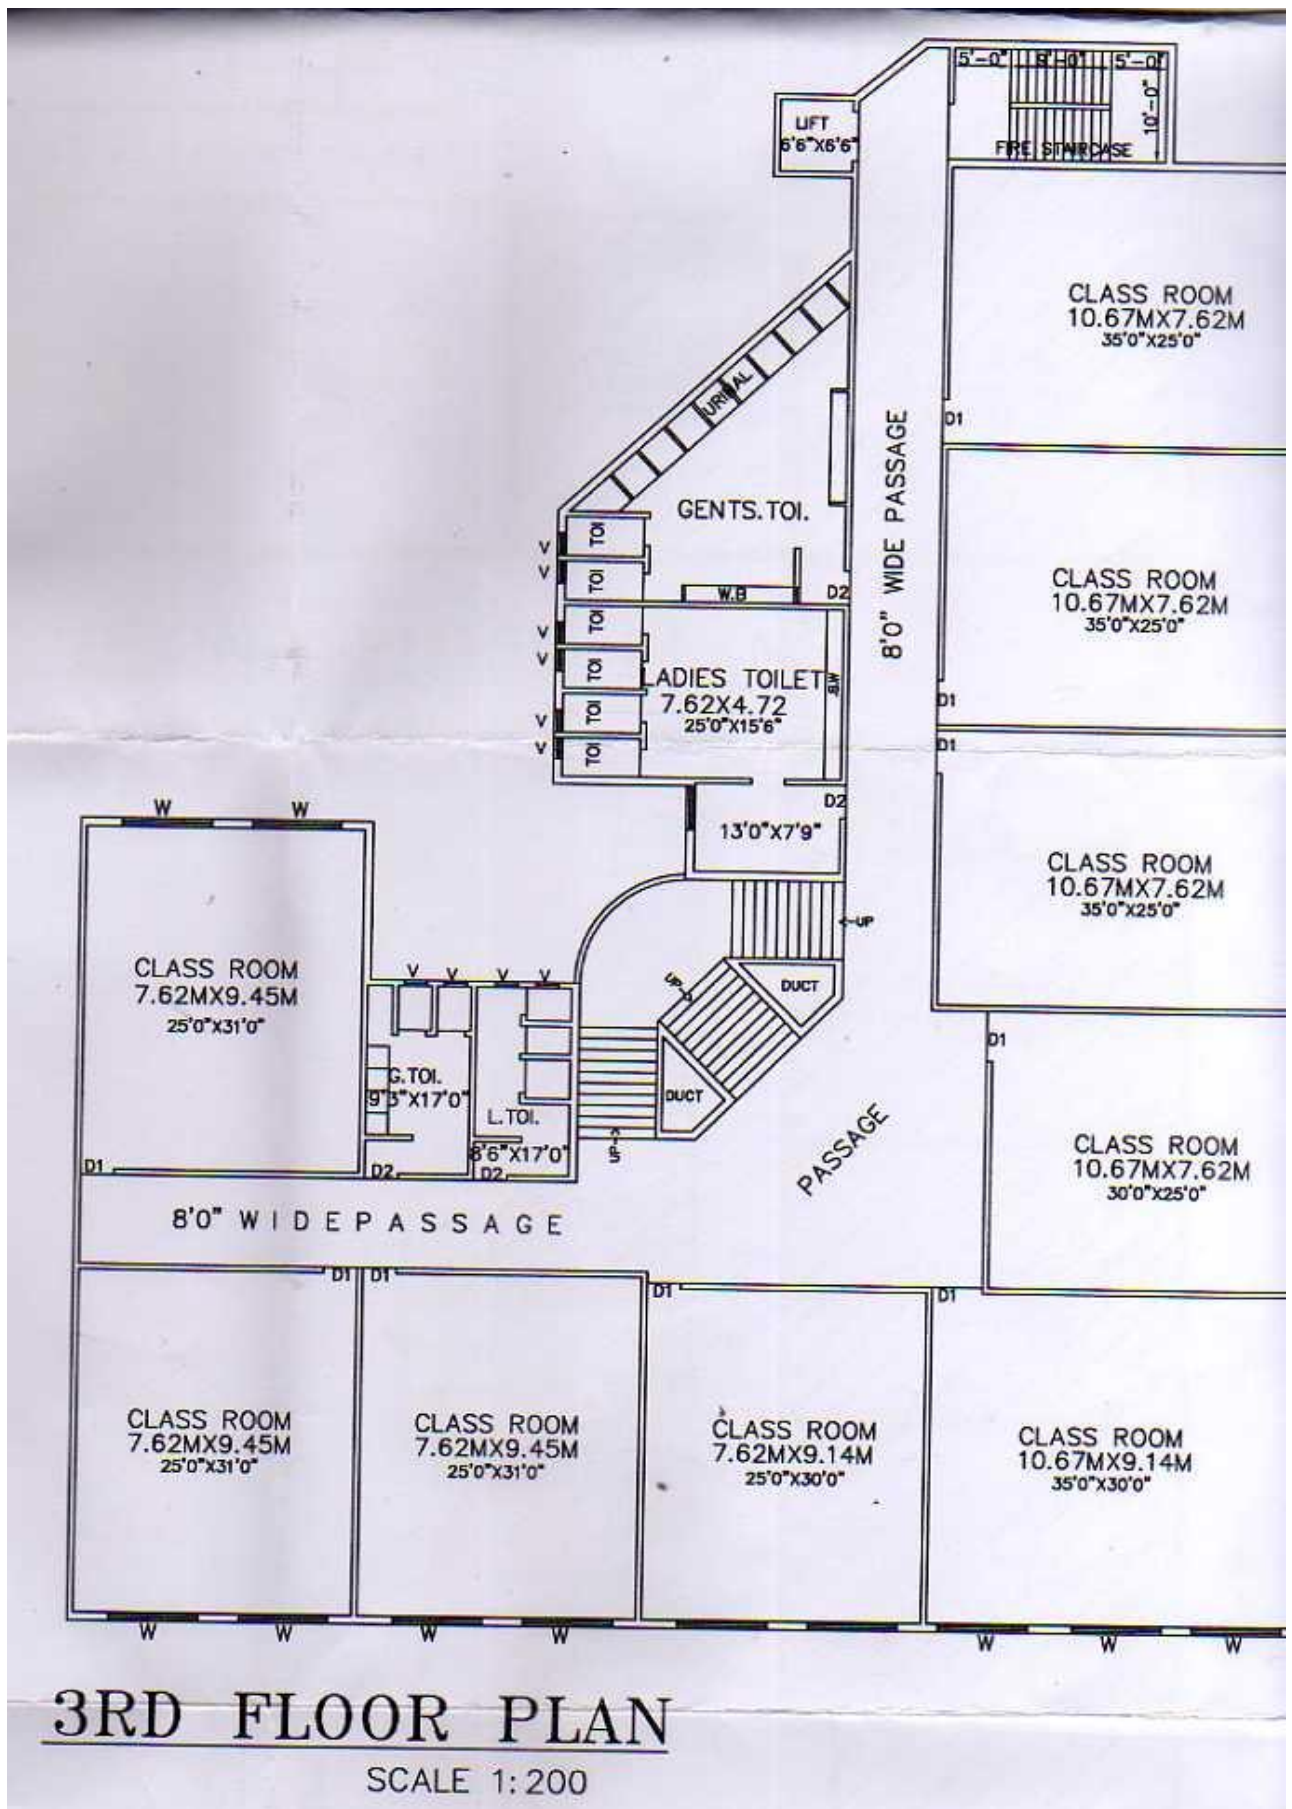 5'-0" 9'-0" 5'-0"
10'-0"
LIFT
6'6"X6'6"
FIRE STAIRCASE
CLASS ROOM
10.67MX7.62M
35'0"X25'0"
URINAL
D1
8'0" WIDE PASSAGE
GENTS.TOI.
TOI
V
V
TOI
W.B
D2
CLASS ROOM
10.67MX7.62M
35'0"X25'0"
TOI
V
V
TOI
LADIES TOILET
7.62X4.72
25'0"X15'6"
W.B
D1
TOI
V
V
TOI
D1
D2
13'0"X7'9"
W W
CLASS ROOM
10.67MX7.62M
35'0"X25'0"
UP
CLASS ROOM
7.62MX9.45M
25'0"X31'0"
V V V V
UP
DUCT
D1
G.TOI.
9'3"X17'0"
L.TOI.
8'6"X17'0"
DUCT
UP
PASSAGE
CLASS ROOM
10.67MX7.62M
30'0"X25'0"
D1
D2
D2
8'0" WIDEPASSAGE
D1 D1
D1
D1
CLASS ROOM
7.62MX9.45M
25'0"X31'0"
CLASS ROOM
7.62MX9.45M
25'0"X31'0"
CLASS ROOM
7.62MX9.14M
25'0"X30'0"
CLASS ROOM
10.67MX9.14M
35'0"X30'0"
W W W W W W W
3RD FLOOR PLAN
SCALE 1:200